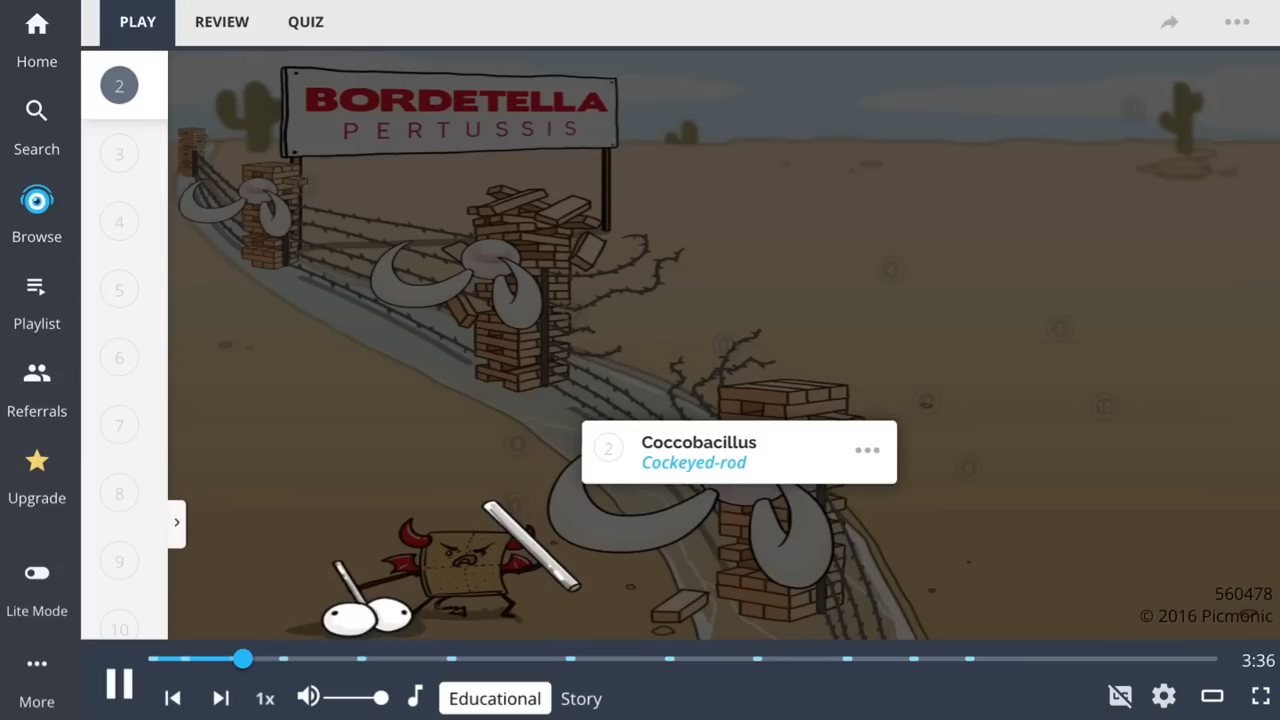 PLAY
REVIEW
QUIZ
Home
Search
Browse
Playlist
Referrals
Upgrade
Lite Mode
More
2
3
4
5
6
7
8
9
10
BORDETELLA
PERTUSSIS
2
Coccobacillus
Cockeyed-rod
560478
© 2016 Picmonic
3:36
1x
Educational
Story